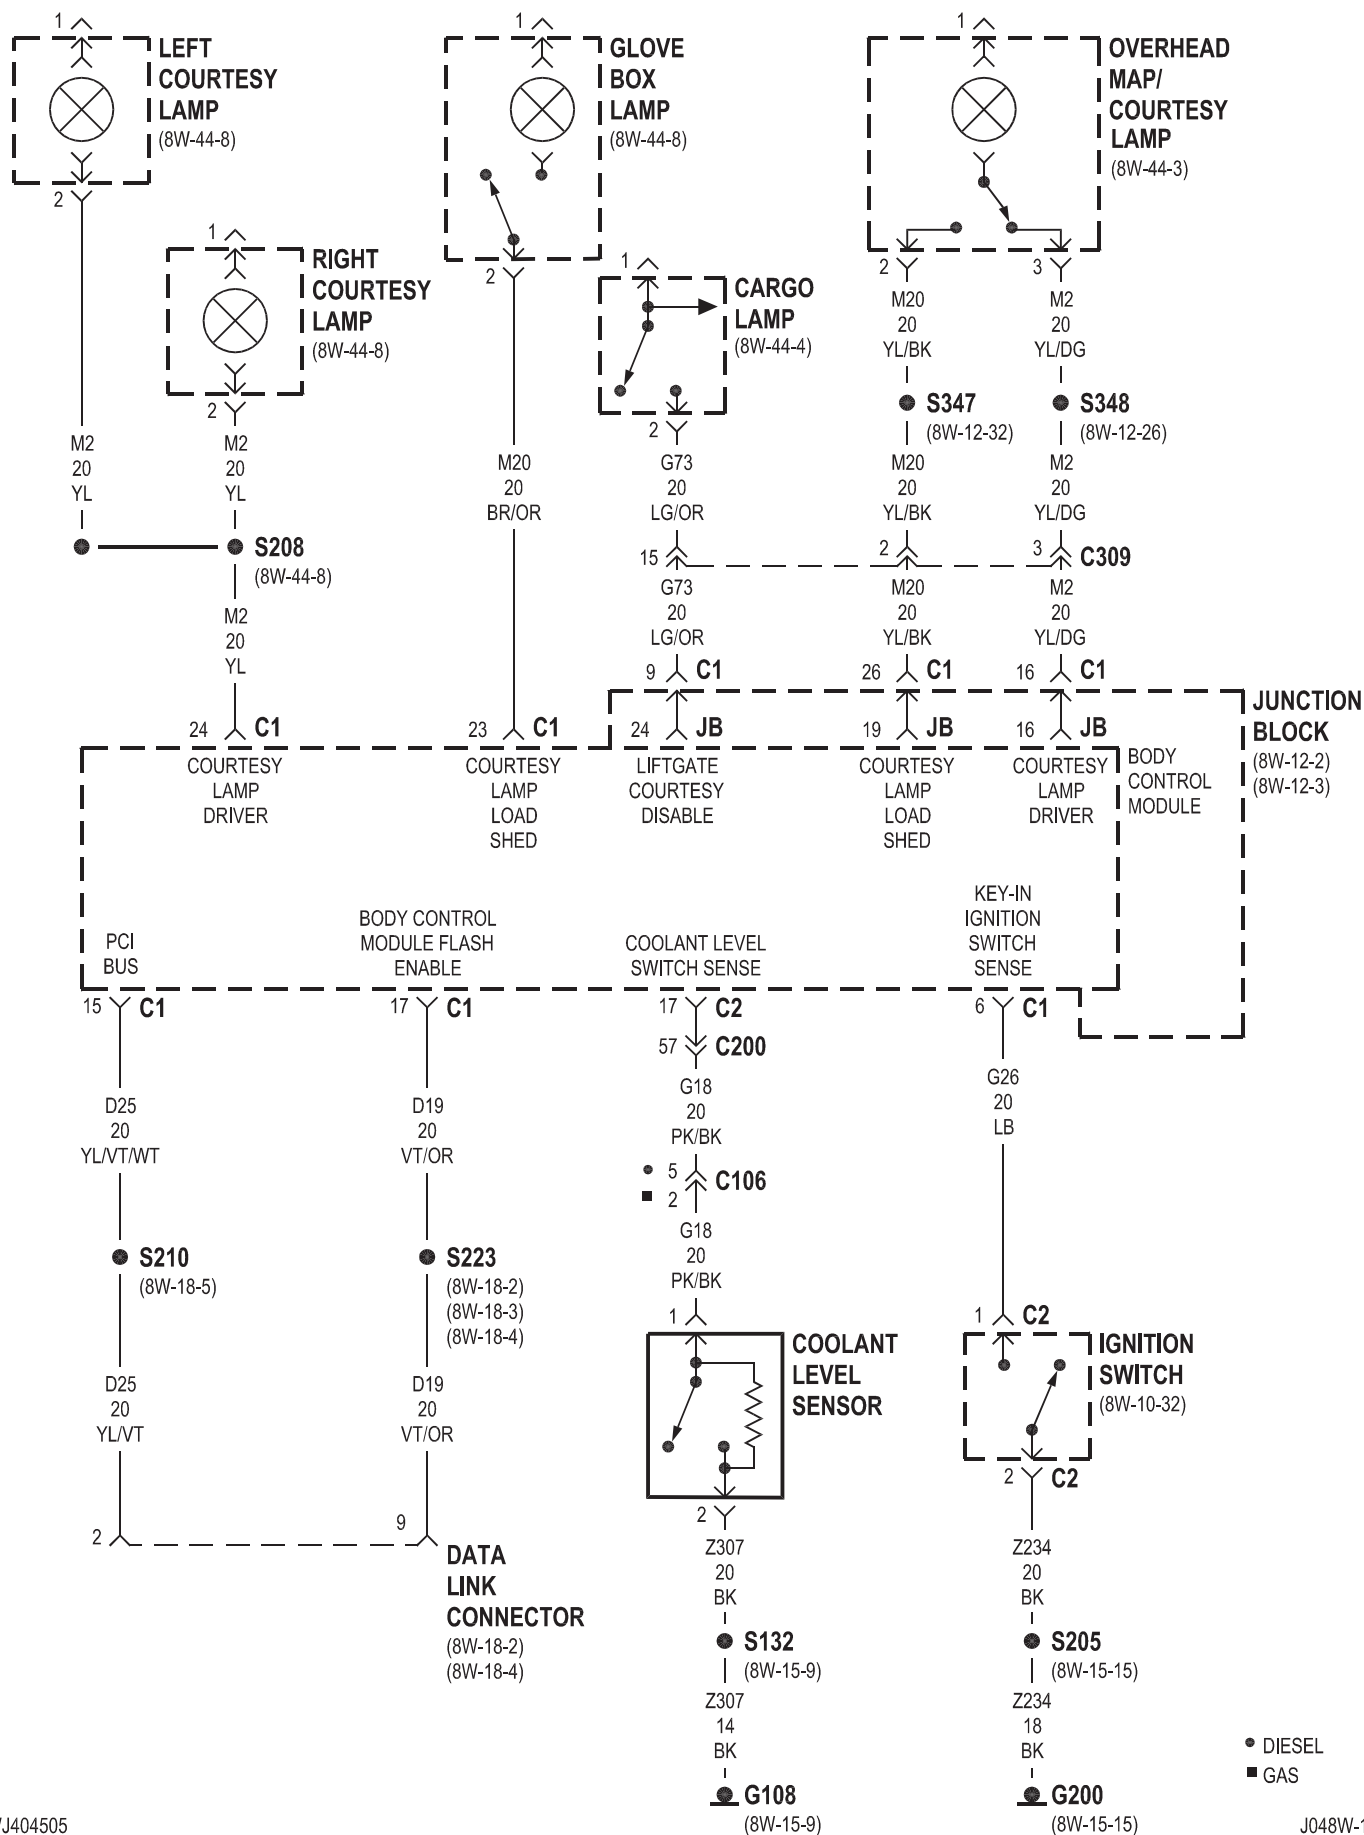 1
LEFT
COURTESY
LAMP
(8W-44-8)
2
1
RIGHT
COURTESY
LAMP
(8W-44-8)
2
1
GLOVE
BOX
LAMP
(8W-44-8)
2
1
CARGO
LAMP
(8W-44-4)
2
1
OVERHEAD
MAP/
COURTESY
LAMP
(8W-44-3)
2
3
M20
20
YL/BK
M2
20
YL/DG
S347
(8W-12-32)
S348
(8W-12-26)
M2
20
YL
M2
20
YL
M20
20
BR/OR
G73
20
LG/OR
M20
20
YL/BK
M2
20
YL/DG
S208
(8W-44-8)
15
2
3
C309
M2
20
YL
G73
20
LG/OR
M20
20
YL/BK
M2
20
YL/DG
9 C1
26 C1
16 C1
24 C1
23 C1
24 JB
19 JB
16 JB
JUNCTION
BLOCK
(8W-12-2)
(8W-12-3)
COURTESY
LAMP
DRIVER
COURTESY
LAMP
LOAD
SHED
LIFTGATE
COURTESY
DISABLE
COURTESY
LAMP
LOAD
SHED
COURTESY
LAMP
DRIVER
BODY
CONTROL
MODULE
PCI
BUS
BODY CONTROL
MODULE FLASH
ENABLE
COOLANT LEVEL
SWITCH SENSE
KEY-IN
IGNITION
SWITCH
SENSE
15 C1
17 C1
17 C2
6 C1
57 C200
D25
20
YL/VT/WT
D19
20
VT/OR
G18
20
PK/BK
G26
20
LB
5
2
C106
G18
20
PK/BK
S210
(8W-18-5)
S223
(8W-18-2)
(8W-18-3)
(8W-18-4)
D25
20
YL/VT
D19
20
VT/OR
1
COOLANT
LEVEL
SENSOR
2
1 C2
IGNITION
SWITCH
(8W-10-32)
2 C2
2
9
DATA
LINK
CONNECTOR
(8W-18-2)
(8W-18-4)
Z307
20
BK
Z234
20
BK
S132
(8W-15-9)
S205
(8W-15-15)
Z307
14
BK
Z234
18
BK
G108
(8W-15-9)
G200
(8W-15-15)
DIESEL
GAS
J404505
J048W-1